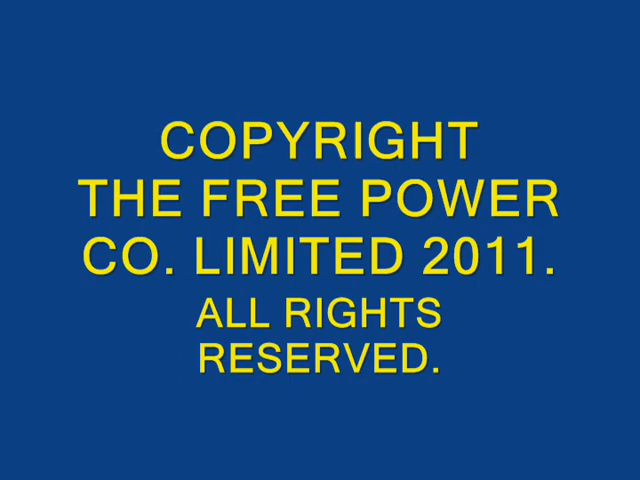 COPYRIGHT
THE FREE POWER
CO. LIMITED 2011.
ALL RIGHTS
RESERVED.